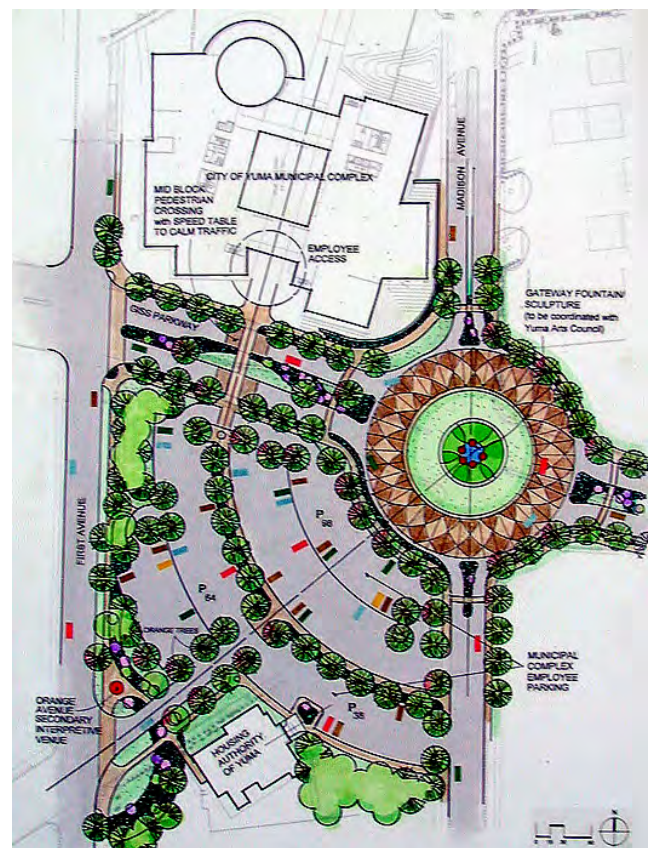 CITY OF YUMA MUNICIPAL COMPLEX
MID BLOCK
PEDESTRIAN
CROSSING
with SPEED TABLE
TO CALM TRAFFIC
EMPLOYEE
ACCESS
MADISON AVENUE
GATEWAY FOUNTAIN/
SCULPTURE
(to be coordinated with
Yuma Arts Council)
GISS PARKWAY
FIRST AVENUE
P 98
P 64
ORANGE TREES
ORANGE
AVENUE
SECONDARY
INTERPRETIVE
VENUE
MUNICIPAL
COMPLEX
EMPLOYEE
PARKING
P 38
HOUSING
AUTHORITY
OF YUMA
N